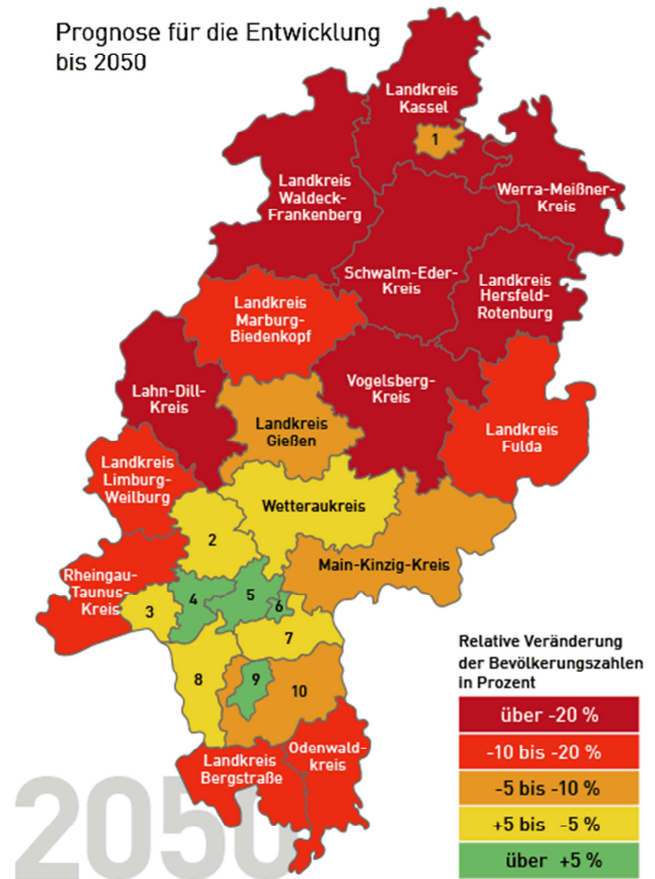 Prognose für die Entwicklung
bis 2050
Landkreis
Kassel
1
Landkreis
Waldeck-
Frankenberg
Werra-Meißner-
Kreis
Schwalm-Eder-
Kreis
Landkreis
Hersfeld-
Rotenburg
Landkreis
Marburg-
Biedenkopf
Lahn-Dill-
Kreis
Vogelsberg-
Kreis
Landkreis
Gießen
Landkreis
Fulda
Landkreis
Limburg-
Weilburg
Wetteraukreis
2
Main-Kinzig-Kreis
Rheingau-
Taunus-
Kreis
3
4
5
6
7
8
9
10
Landkreis
Bergstraße
Odenwald-
kreis
Relative Veränderung
der Bevölkerungszahlen
in Prozent
über -20 %
-10 bis -20 %
-5 bis -10 %
+5 bis -5 %
über +5 %
2050